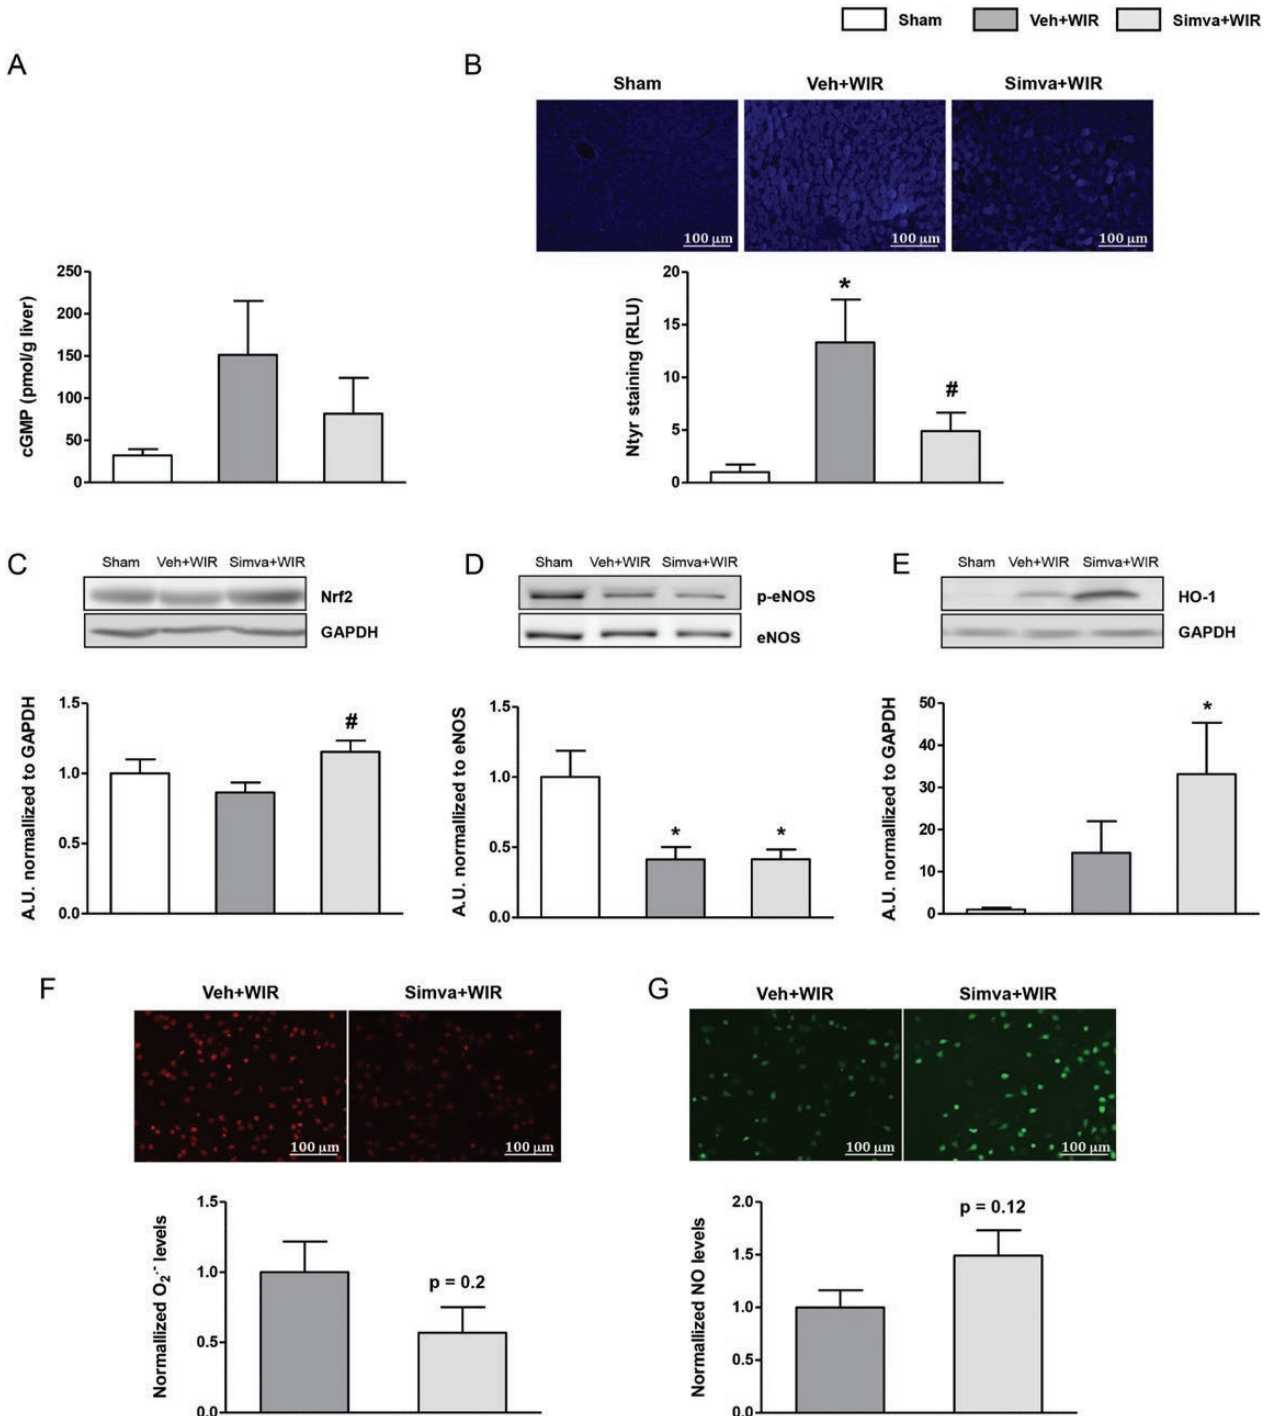 Sham Veh+WIR Simva+WIR
A
250
200
150
100
50
0
cGMP (pmol/g liver)
B
Sham Veh+WIR Simva+WIR
100 μm 100 μm 100 μm
20
15
10
5
0
Ntyr staining (RLU)
*
#
C
Sham Veh+WIR Simva+WIR
Nrf2
GAPDH
1.5
1.0
0.5
0.0
A.U. normallized to GAPDH
#
D
Sham Veh+WIR Simva+WIR
p-eNOS
eNOS
1.5
1.0
0.5
0.0
A.U. normallized to eNOS
* *
E
Sham Veh+WIR Simva+WIR
HO-1
GAPDH
50
40
30
20
10
0
A.U. normallized to GAPDH
*
F
Veh+WIR Simva+WIR
100 μm 100 μm
1.5
1.0
0.5
0.0
Normallized O₂·⁻ levels
p = 0.2
G
Veh+WIR Simva+WIR
100 μm 100 μm
2.0
1.5
1.0
0.5
0.0
Normallized NO levels
p = 0.12